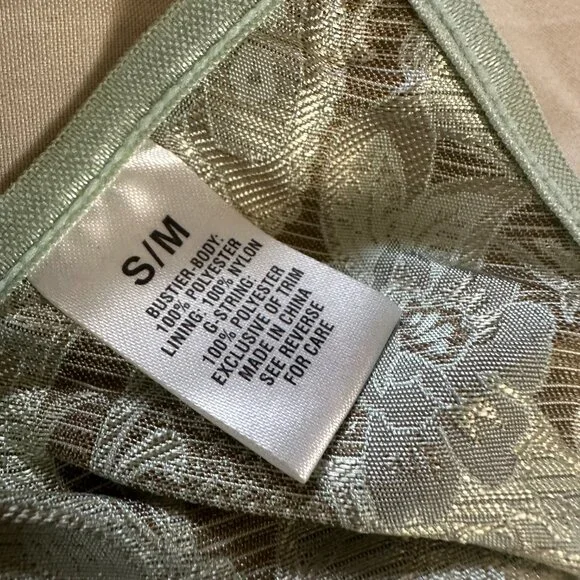 S/M
BUSTIER-BODY:
100% POLYESTER
LINING: 100% NYLON
G-STRING:
100% POLYESTER
EXCLUSIVE OF TRIM
MADE IN CHINA
SEE REVERSE
FOR CARE